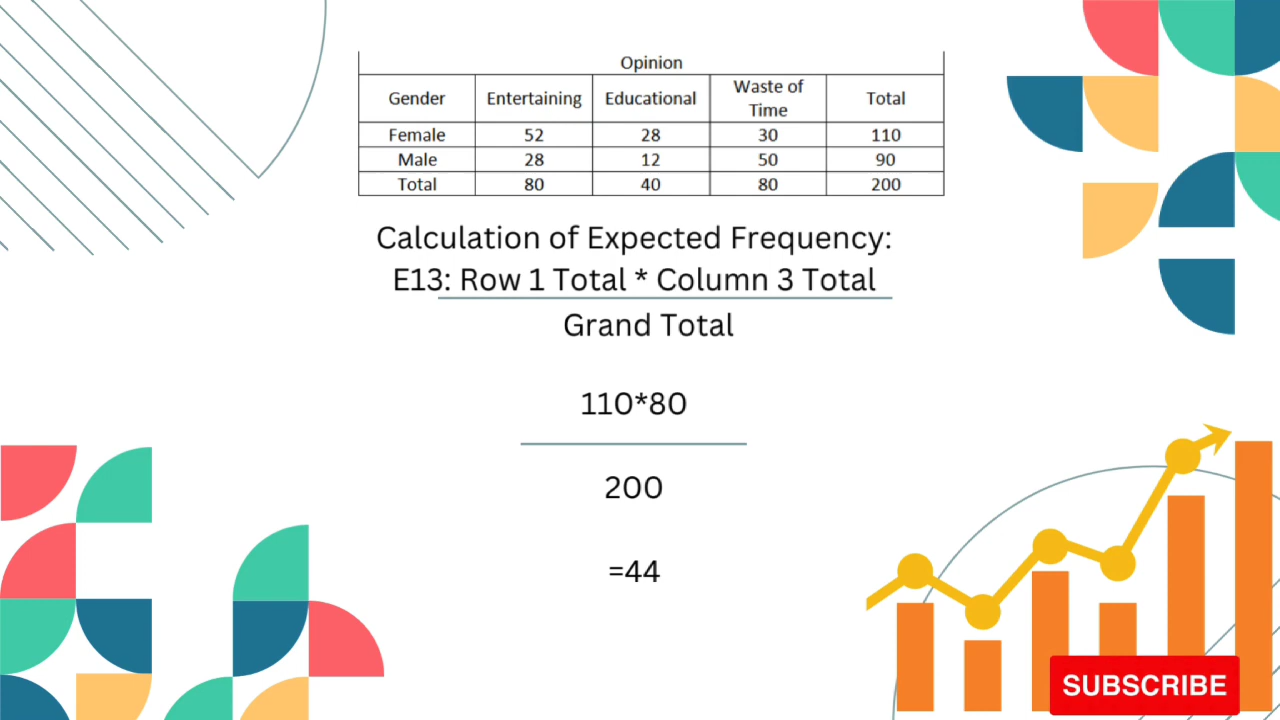 Opinion
Gender Entertaining Educational Waste of Time Total
Female 52 28 30 110
Male 28 12 50 90
Total 80 40 80 200
Calculation of Expected Frequency:
E13: Row 1 Total * Column 3 Total
Grand Total
110*80
200
=44
SUBSCRIBE